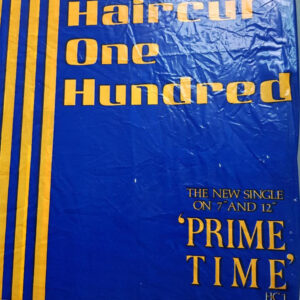 Haircut
One
Hundred
THE NEW SINGLE
ON 7" AND 12"
‘PRIME
TIME’